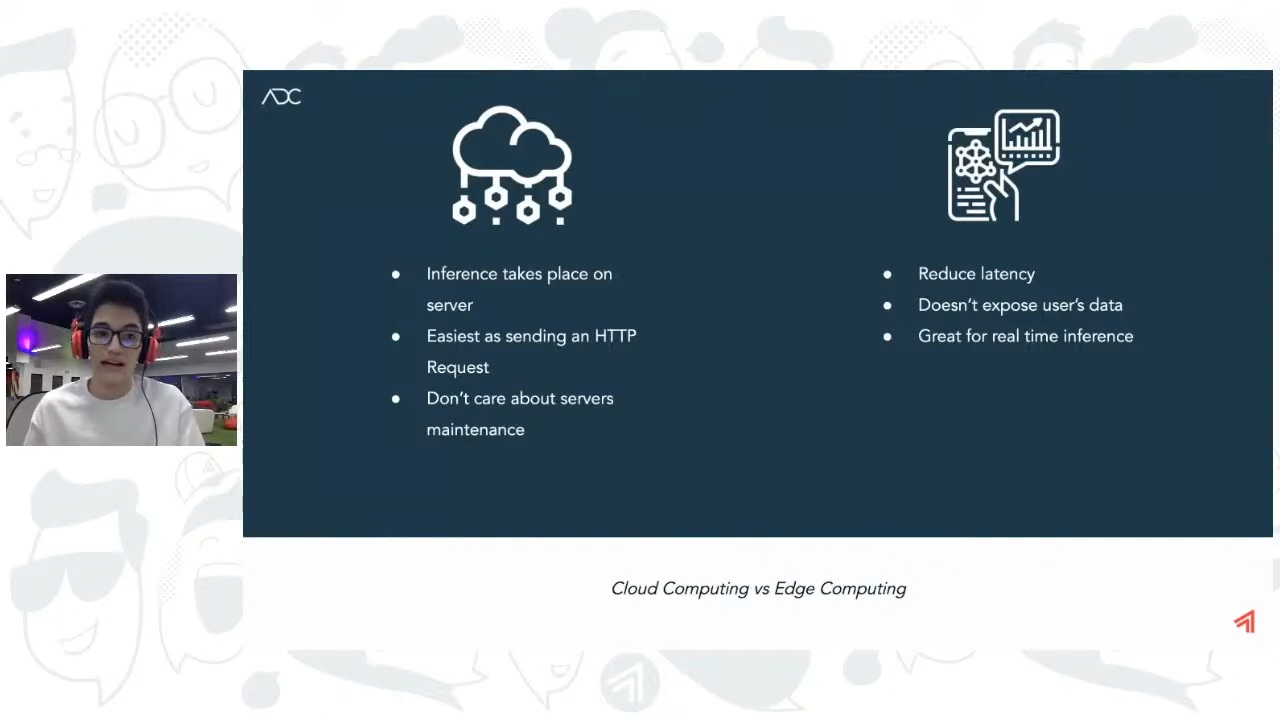 ADC
● Inference takes place on
server
● Easiest as sending an HTTP
Request
● Don't care about servers
maintenance
● Reduce latency
● Doesn't expose user's data
● Great for real time inference
Cloud Computing vs Edge Computing